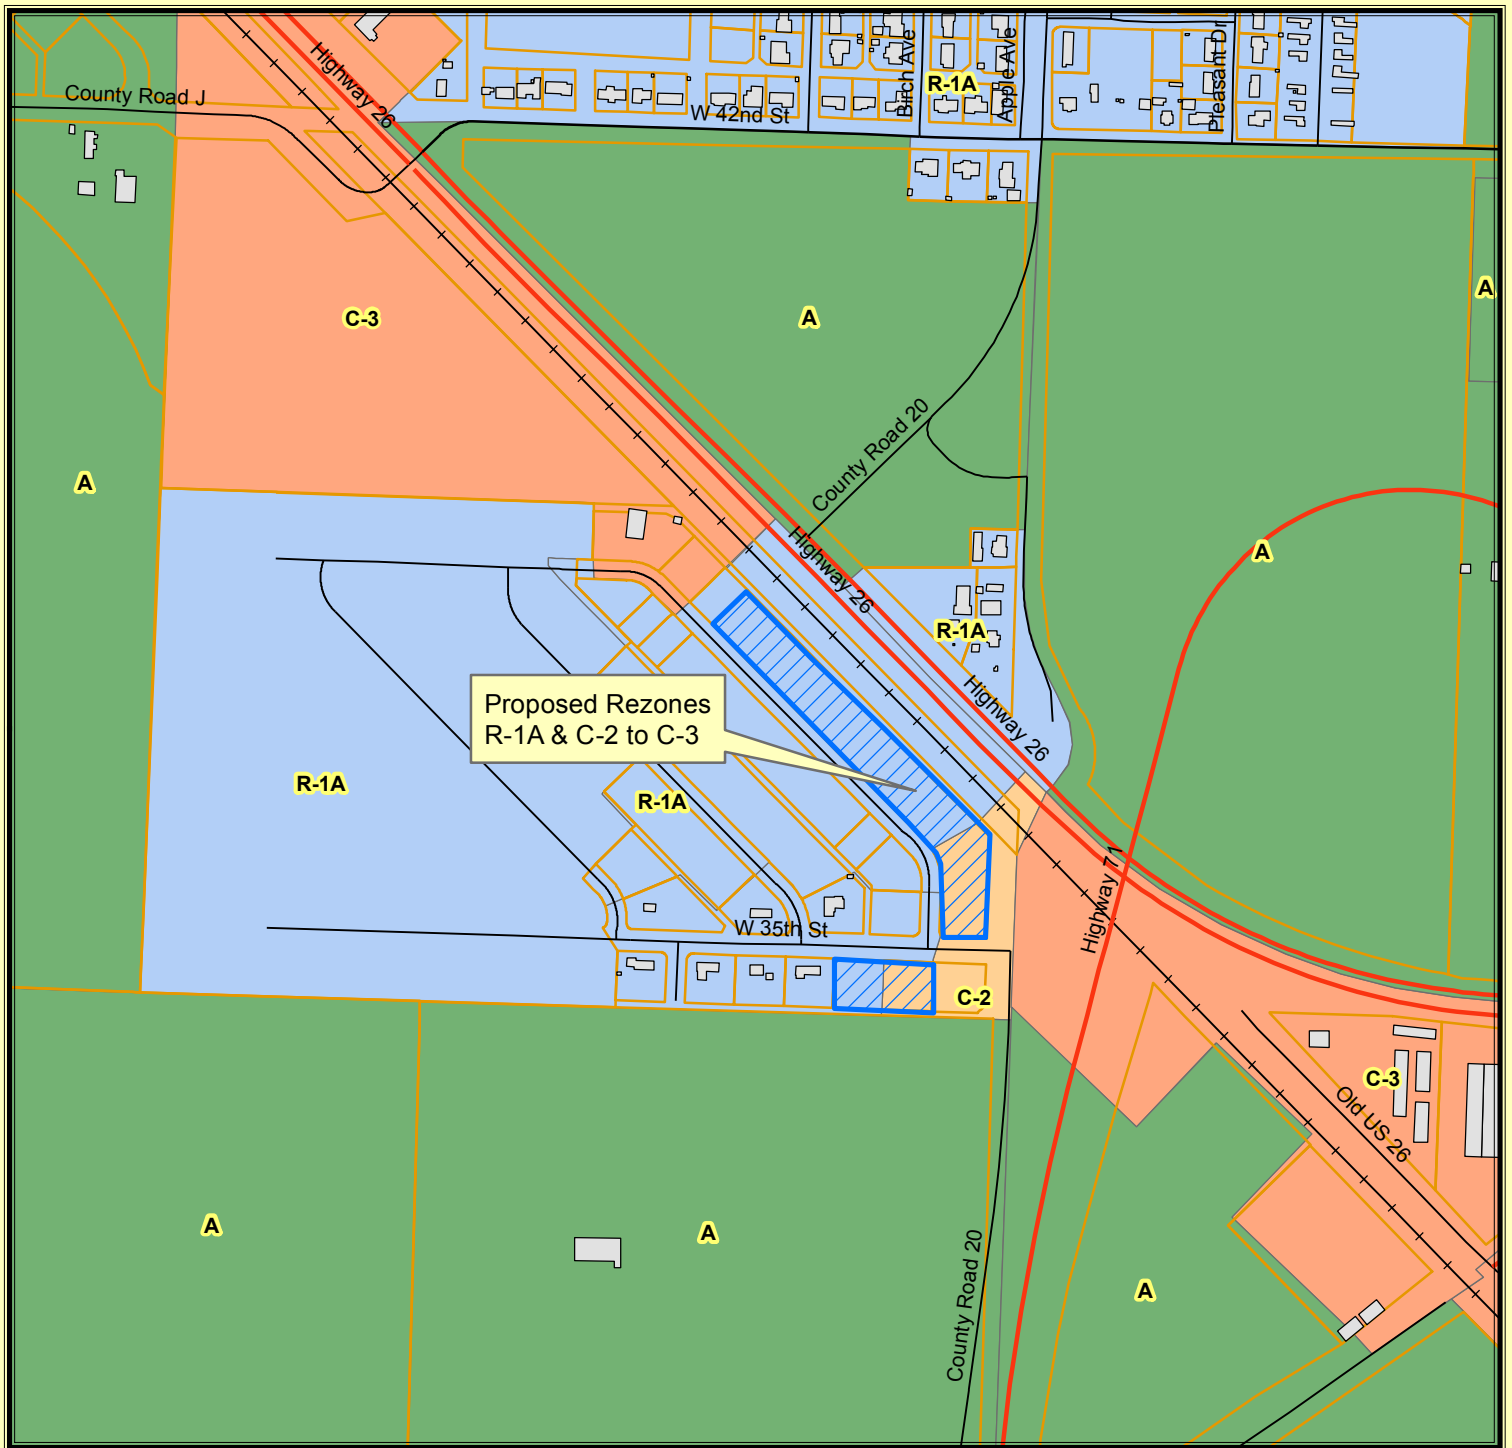 Highway 26
County Road J
W 42nd St
Birch Ave
R-1A
Apple Ave
Pleasant Dr
C-3
A
A
A
County Road 20
A
Highway 26
R-1A
Highway 26
Proposed Rezones
R-1A & C-2 to C-3
R-1A
R-1A
Highway 71
W 35th St
C-2
C-3
Old US 26
A
A
County Road 20
A